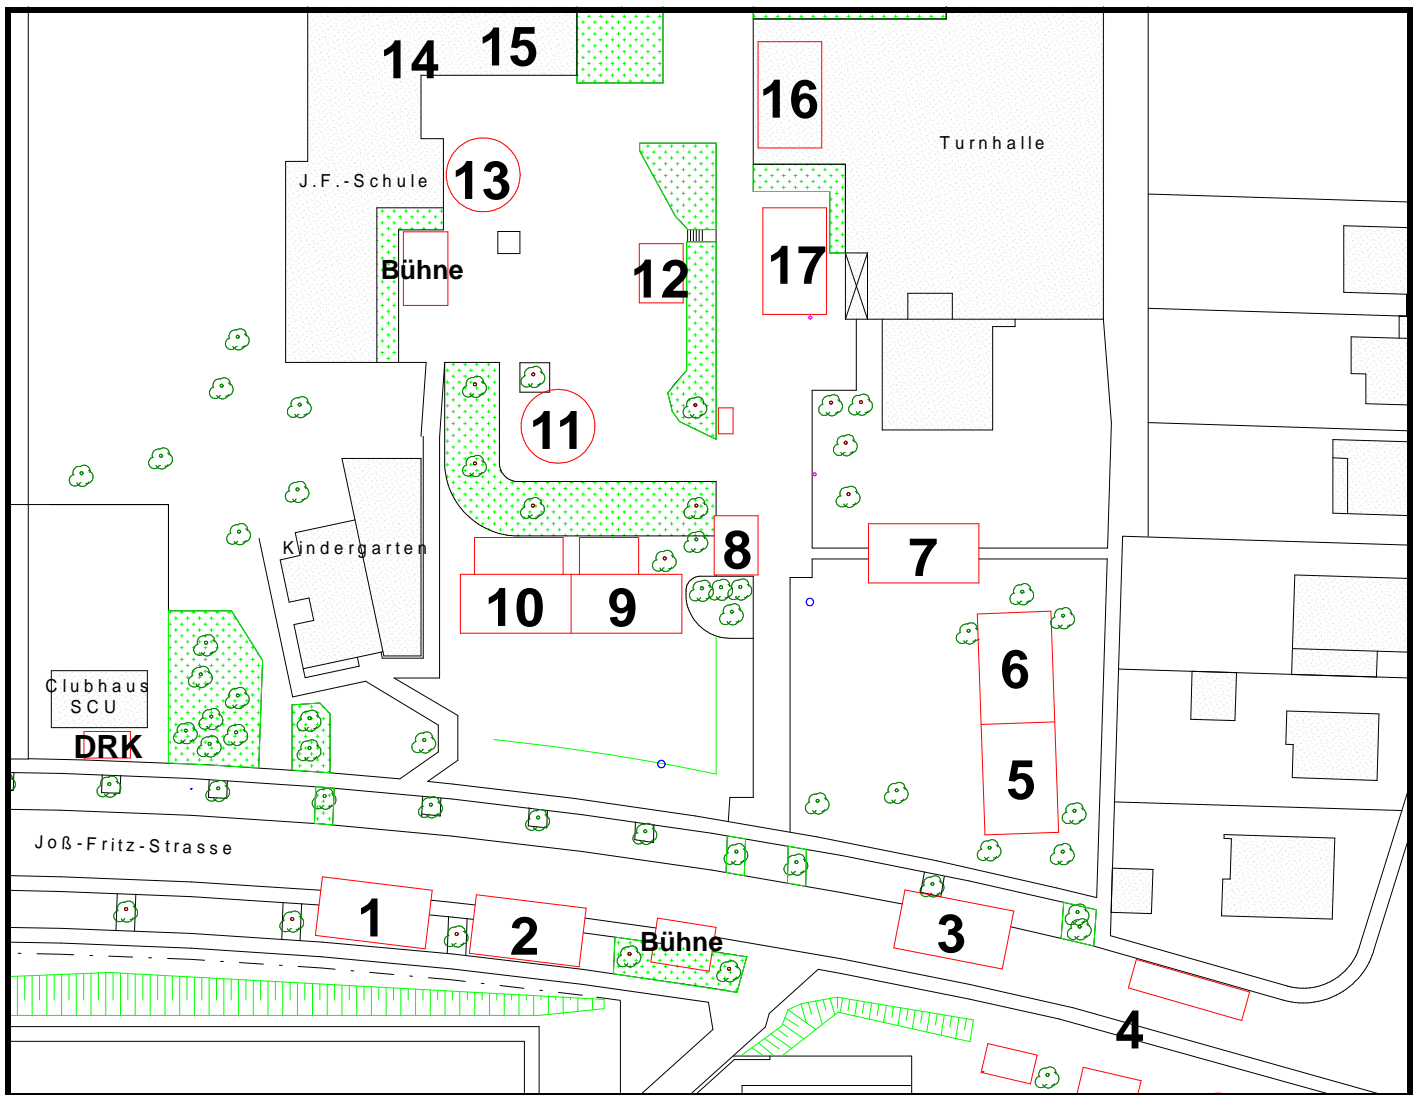 15
14
16
Turnhalle
J.F.-Schule
13
17
Bühne
12
11
Kindergarten
8
7
10
9
6
Clubhaus
SCU
DRK
5
Joß-Fritz-Strasse
1
2
Bühne
3
4